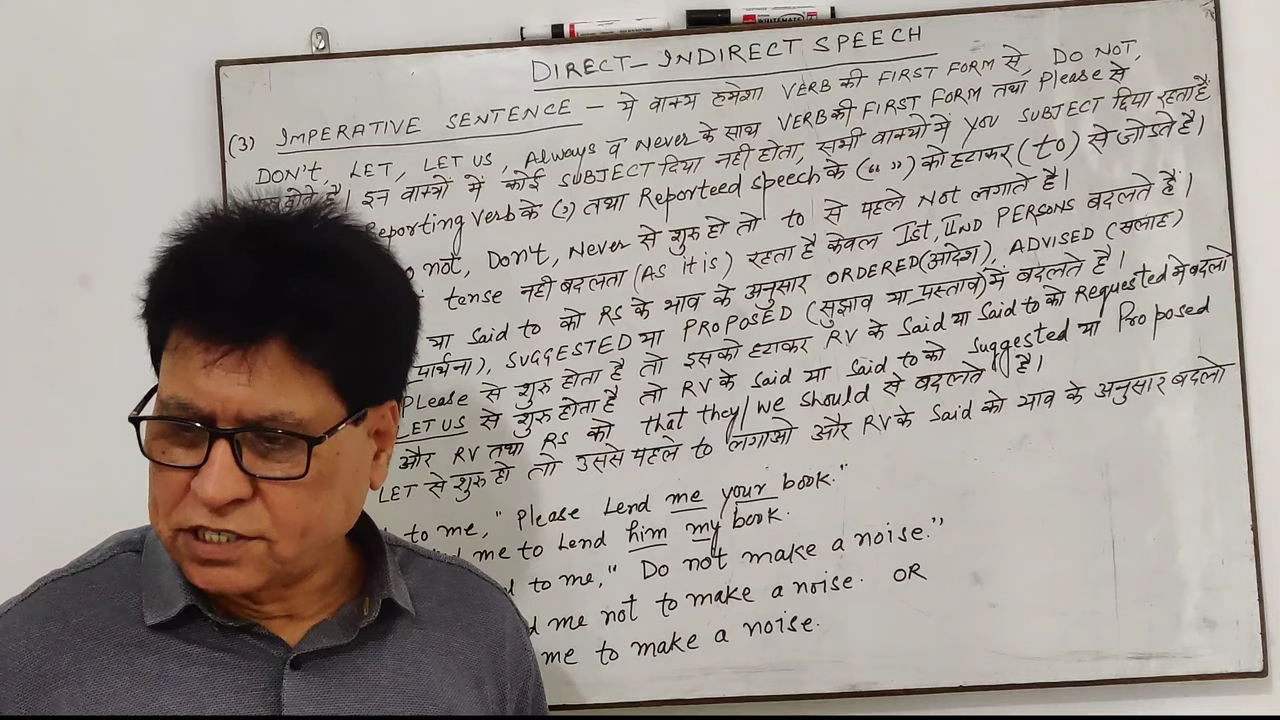 DIRECT - INDIRECT SPEECH
(3) IMPERATIVE SENTENCE - ये वाक्य हमेशा VERB की FIRST FORM से, DO NOT,
DON'T, LET, LET US, Always व Never के साथ VERB की FIRST FORM तथा Please से
होते है। इन वाक्यों में कोई SUBJECT दिया नही होता, सभी वाक्यो में YOU SUBJECT छिपा रहता है
Reporting Verb के (,) तथा Reporteed speech के (“ ”) को हटाकर (to) से जोडते है।
not, Don't, Never से शुरु हो तो to से पहले Not लगाते है।
tense नही बदलता (As it is) रहता है केवल Ist, IIND PERSONS बदलते है।
या Said to को RS के भाव के अनुसार ORDERED (आदेश), ADVISED (सलाह)
SUGGESTED या PROPOSED (सुझाव या प्रस्ताव) में बदलते है।
Please से शुरु होता है तो इसको हटाकर RV के Said या Said to को Requested मे बदलो
LET US से शुरु होता है तो RV के Said या Said to को Suggested या Proposed
और RV तथा RS को that they/we should से बदलते है।
LET से शुरु हो तो उससे पहले to लगाओ और RV के Said को भाव के अनुसार बदलो
to me, “Please Lend me your book.”
me to Lend him my book.
to me, “Do not make a noise.”
me not to make a noise. OR
me to make a noise.
WHITEMATE